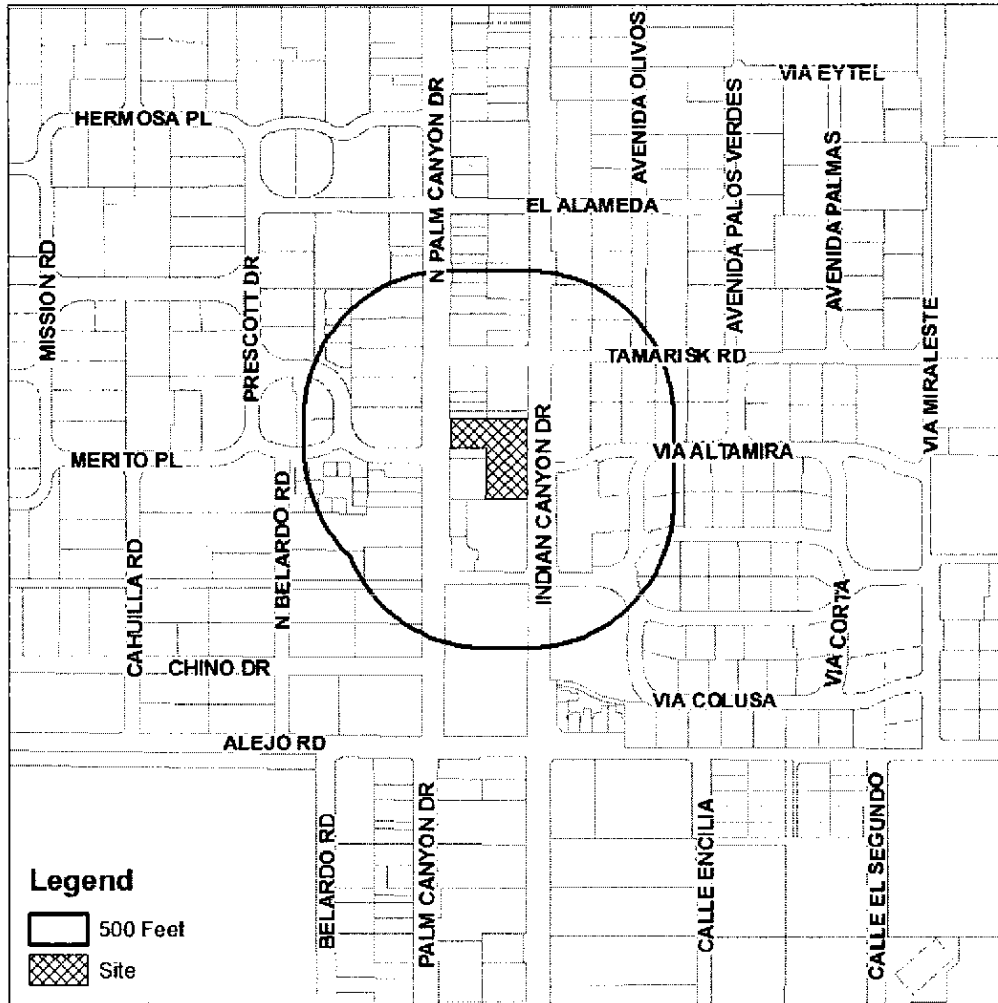 AVENIDA OLIVOS
VIA EYTEL
N PALM CANYON DR
HERMOSA PL
AVENIDA PALOS VERDES
AVENIDA PALMAS
EL ALAMEDA
MISSION RD
PRESCOTT DR
TAMARISK RD
VIA MIRALESTE
INDIAN CANYON DR
MERITO PL
VIA ALTAMIRA
N BELARDO RD
CAHUILLA RD
VIA CORTA
CHINO DR
VIA COLUSA
ALEJO RD
BELARDO RD
PALM CANYON DR
CALLE ENCILIA
CALLE EL SEGUNDO
Legend
500 Feet
Site